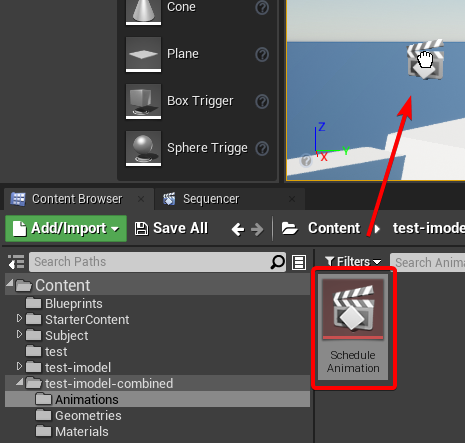 Cone
Plane
Box Trigger
Sphere Trigge
Z
X
Y
Content Browser
Sequencer
Add/Import
Save All
Content
test-imode
Search Paths
Filters
Search Anima
Content
Blueprints
StarterContent
Subject
test
test-imodel
test-imodel-combined
Animations
Geometries
Materials
Schedule
Animation